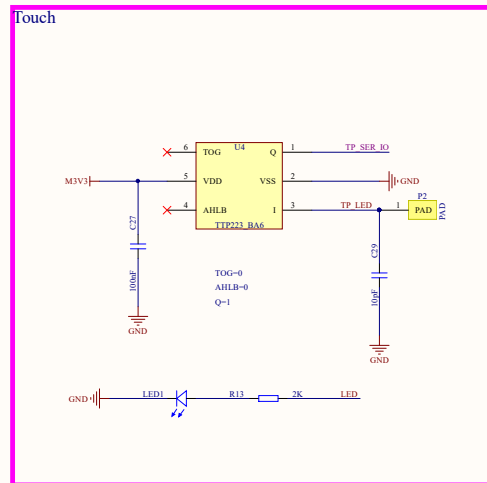 Touch
U4
6 TOG Q 1 TP_SER_IO
M3V3 5 VDD VSS 2 GND
P2
4 AHLB I 3 TP_LED 1 PAD PAD
TTP223_BA6
C27
100nF
C29
10pF
TOG=0
AHLB=0
Q=1
GND
GND
GND LED1 R13 2K LED